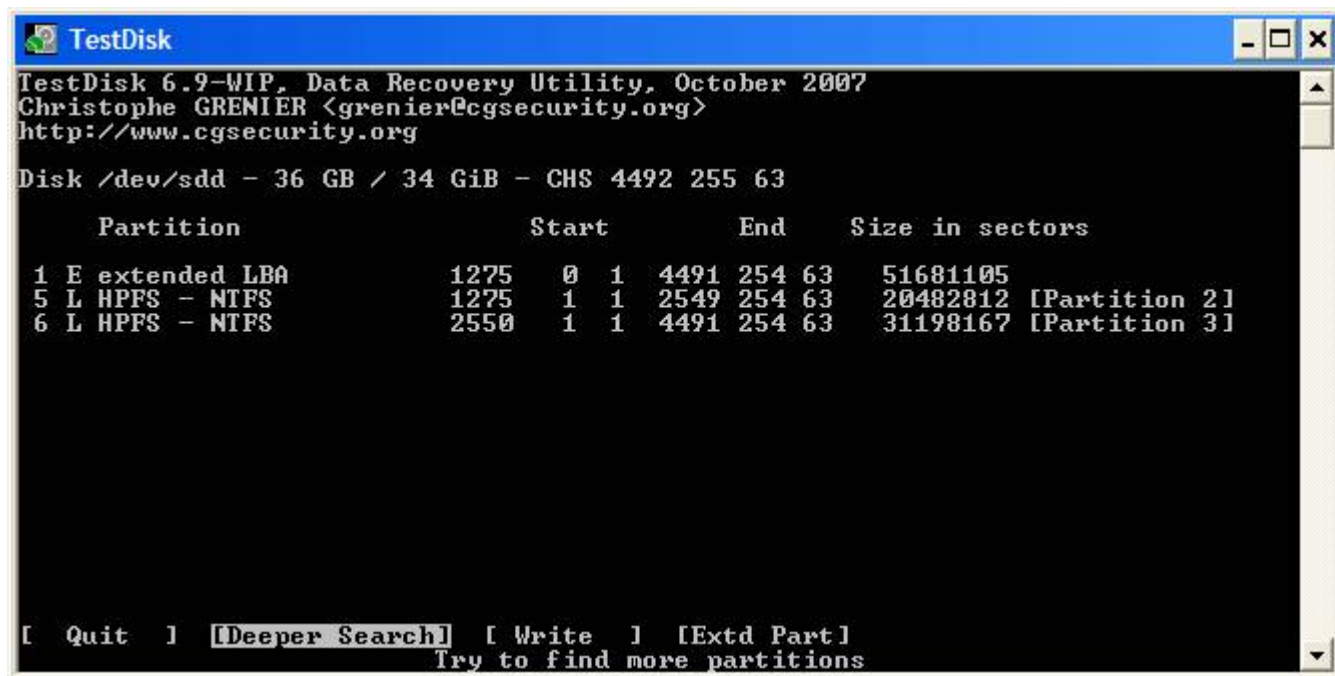 TestDisk
TestDisk 6.9-WIP, Data Recovery Utility, October 2007
Christophe GRENIER <grenier@cgsecurity.org>
http://www.cgsecurity.org
Disk /dev/sdd - 36 GB / 34 GiB - CHS 4492 255 63
Partition Start End Size in sectors
1 E extended LBA 1275 0 1 4491 254 63 51681105
5 L HPFS - NTFS 1275 1 1 2549 254 63 20482812 [Partition 2]
6 L HPFS - NTFS 2550 1 1 4491 254 63 31198167 [Partition 3]
[ Quit ] [Deeper Search] [ Write ] [Extd Part]
Try to find more partitions